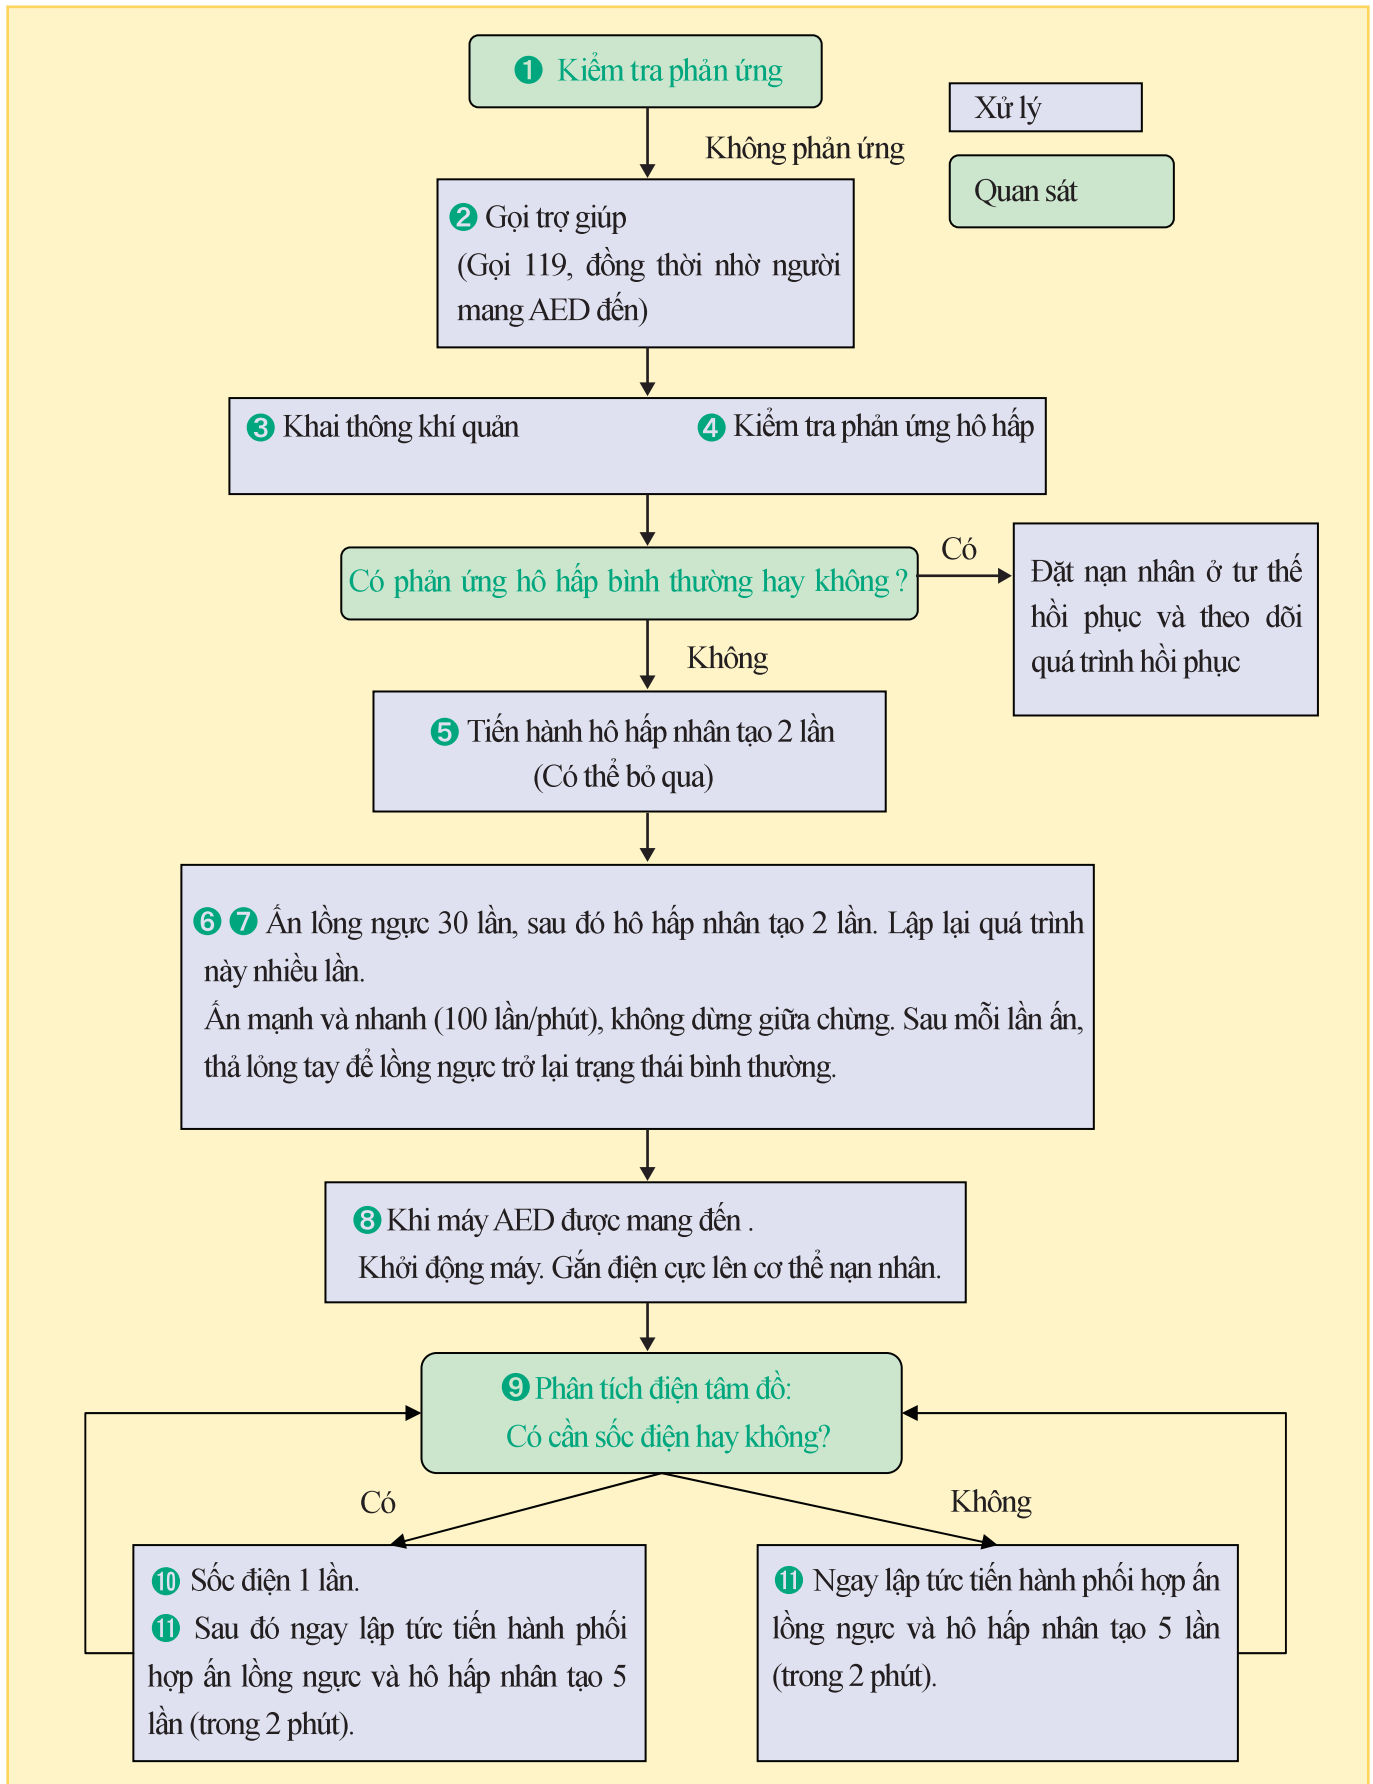 ❶ Kiểm tra phản ứng
Xử lý
Không phản ứng
Quan sát
❷ Gọi trợ giúp
(Gọi 119, đồng thời nhờ người
mang AED đến)
❸ Khai thông khí quản
❹ Kiểm tra phản ứng hô hấp
Có phản ứng hô hấp bình thường hay không ?
Có
Đặt nạn nhân ở tư thế
hồi phục và theo dõi
quá trình hồi phục
Không
❺ Tiến hành hô hấp nhân tạo 2 lần
(Có thể bỏ qua)
❻ ❼ Ấn lồng ngực 30 lần, sau đó hô hấp nhân tạo 2 lần. Lập lại quá trình
này nhiều lần.
Ấn mạnh và nhanh (100 lần/phút), không dừng giữa chừng. Sau mỗi lần ấn,
thả lỏng tay để lồng ngực trở lại trạng thái bình thường.
❽ Khi máy AED được mang đến .
Khởi động máy. Gắn điện cực lên cơ thể nạn nhân.
❾ Phân tích điện tâm đồ:
Có cần sốc điện hay không?
Có
Không
❿ Sốc điện 1 lần.
⓫ Sau đó ngay lập tức tiến hành phối
hợp ấn lồng ngực và hô hấp nhân tạo 5
lần (trong 2 phút).
⓫ Ngay lập tức tiến hành phối hợp ấn
lồng ngực và hô hấp nhân tạo 5 lần
(trong 2 phút).